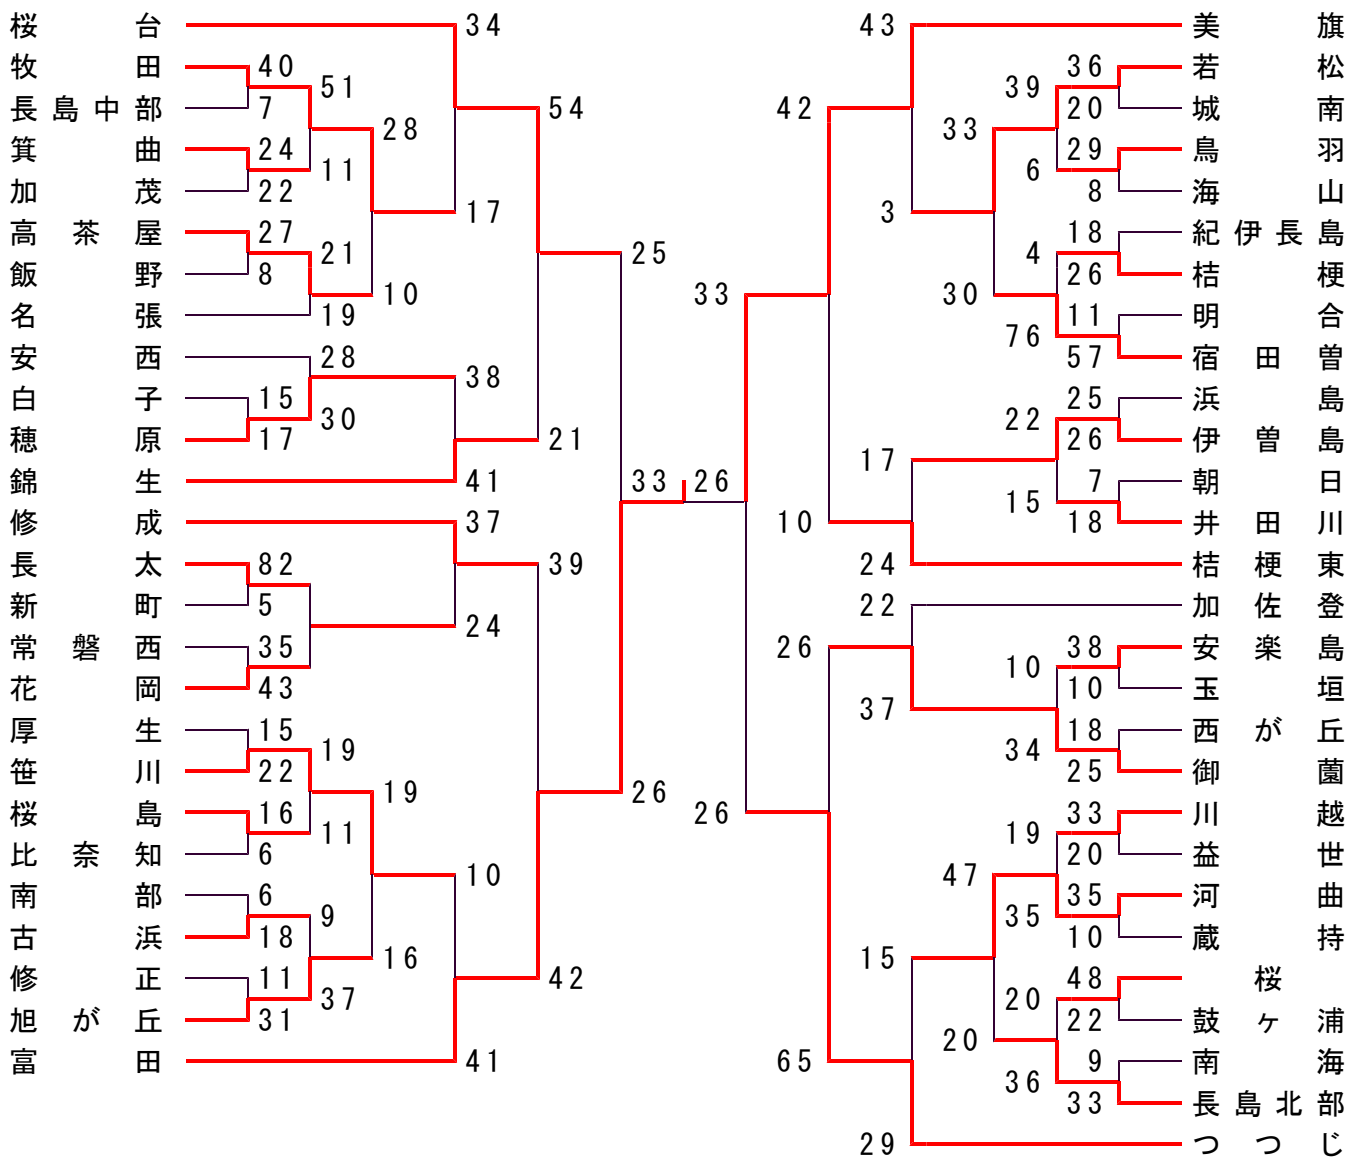 桜台 34 43 美旗
牧田 40 36 若松
51 39
長島中部 7 54 42 20 城南
28 33
箕曲 24 29 鳥羽
11 6
加茂 22 8 海山
17 3
高茶屋 27 18 紀伊長島
21 25 4
飯野 8 26 桔梗
10 33 30
名張 19 11 明合
76
安西 28 57 宿田曽
38
白子 15 25 浜島
30 22
穂原 17 21 26 伊曽島
17
錦生 41 33 26 7 朝日
15
修成 37 10 18 井田川
長太 82 39 24 桔梗東
新町 5 22 加佐登
24
常磐西 35 26 38 安楽島
10
花岡 43 10 玉垣
37
厚生 15 18 西が丘
19 34
笹川 22 25 御薗
19 26
桜島 16 26 33 川越
11 19
比奈知 6 20 益世
10 47
南部 6 35 河曲
9 35
古浜 18 10 蔵持
16 15
修正 11 42 48 桜
37 20
旭が丘 31 22 鼓ヶ浦
20
富田 41 65 9 南海
36
33 長島北部
29 つつじ